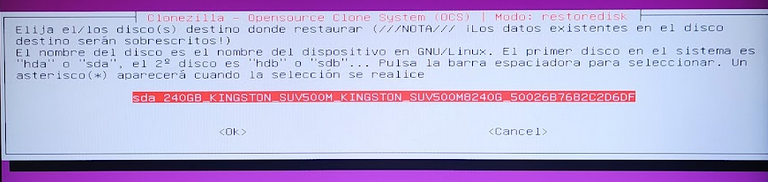 Clonezilla - Opensource Clone System (OCS) | Modo: restoredisk
Elija el/los disco(s) destino donde restaurar (///NOTA/// ¡Los datos existentes en el disco
destino serán sobrescritos!)
El nombre del disco es el nombre del dispositivo en GNU/Linux. El primer disco en el sistema es
"hda" o "sda", el 2º disco es "hdb" o "sdb"... Pulsa la barra espaciadora para seleccionar. Un
asterisco(*) aparecerá cuando la selección se realice
sda 240GB_KINGSTON_SUV500M_KINGSTON_SUV500M8240G_50026B7682C2D6DF
<Ok> <Cancel>